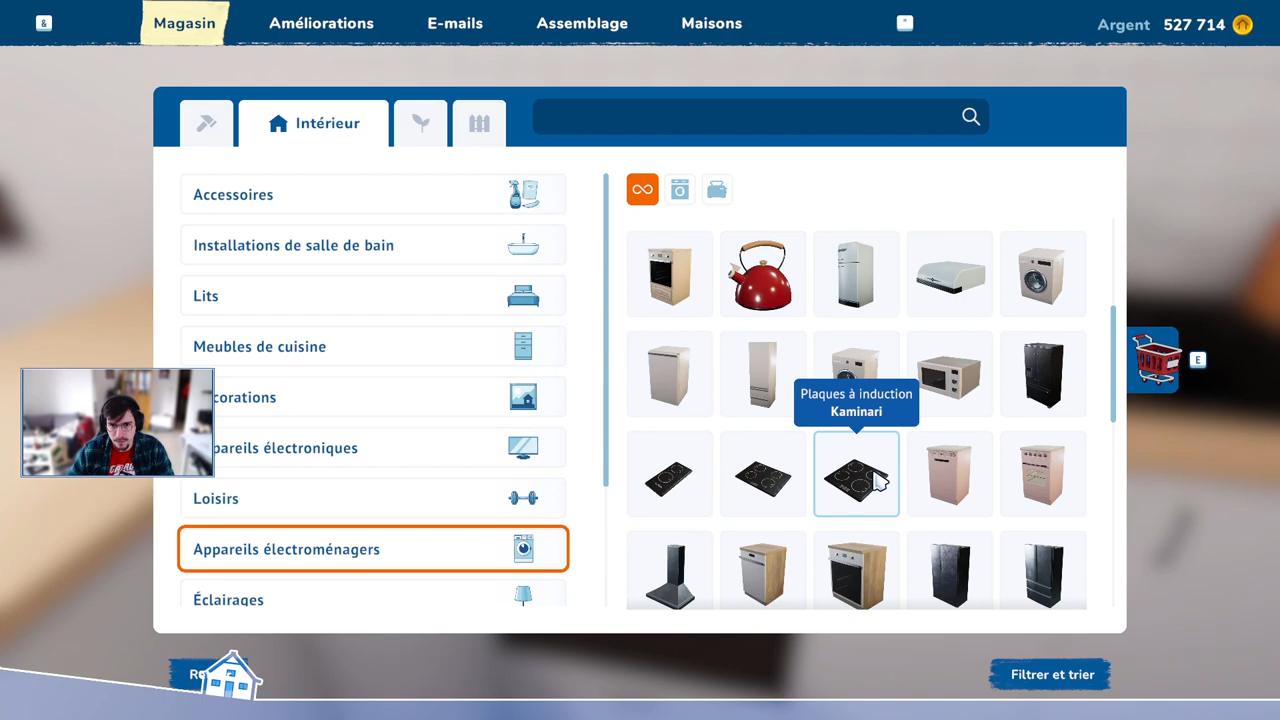 &
Magasin
Améliorations
E-mails
Assemblage
Maisons
"
Argent 527 714
Intérieur
Accessoires
Installations de salle de bain
Lits
Meubles de cuisine
corations
pareils électroniques
Loisirs
Appareils électroménagers
Éclairages
Plaques à induction
Kaminari
E
Filtrer et trier